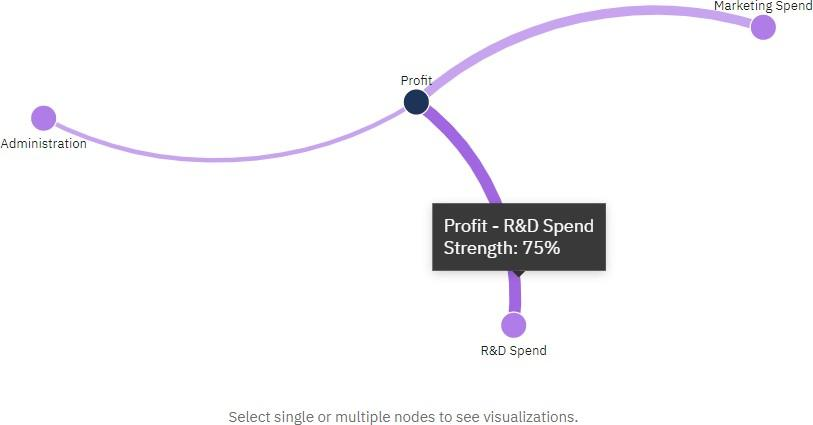 Marketing Spend
Profit
Administration
Profit - R&D Spend
Strength: 75%
R&D Spend
Select single or multiple nodes to see visualizations.